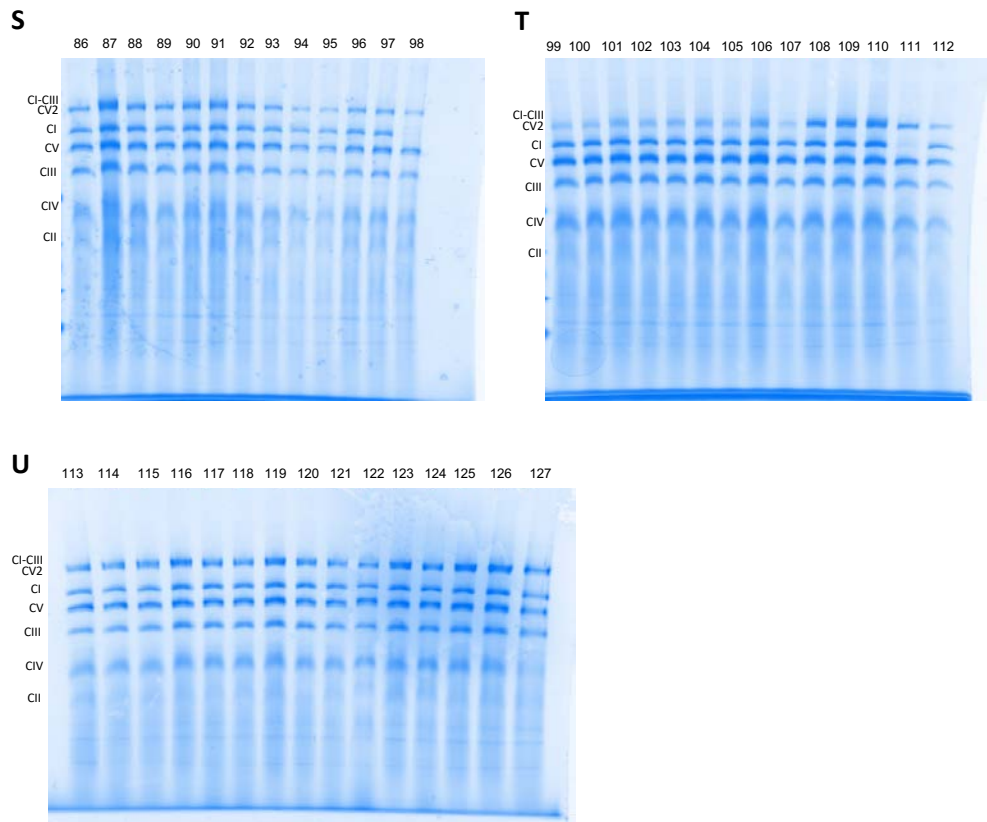 S
86 87 88 89 90 91 92 93 94 95 96 97 98
CI-CIII
CV2
CI
CV
CIII
CIV
CII
T
99 100 101 102 103 104 105 106 107 108 109 110 111 112
CI-CIII
CV2
CI
CV
CIII
CIV
CII
U
113 114 115 116 117 118 119 120 121 122 123 124 125 126 127
CI-CIII
CV2
CI
CV
CIII
CIV
CII